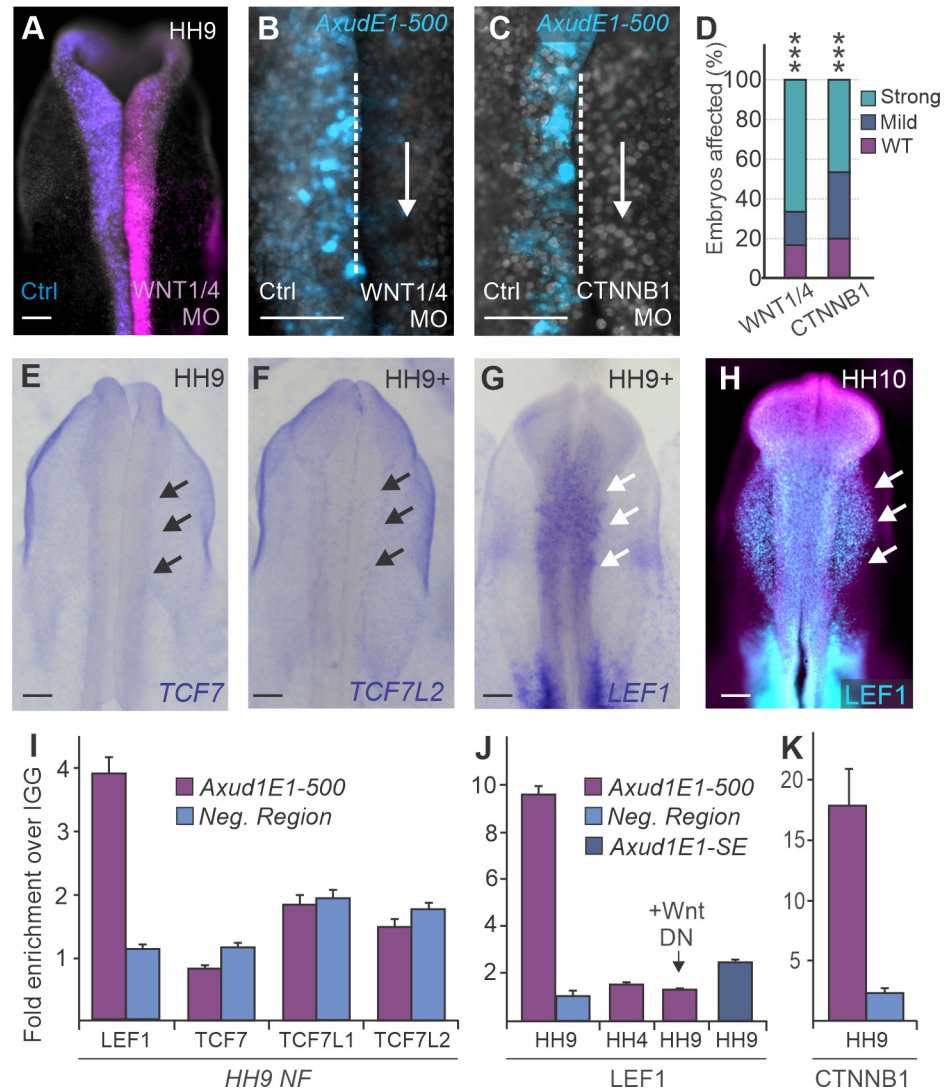 A
HH9
Ctrl
WNT1/4
MO
B
AxudE1-500
Ctrl
WNT1/4
MO
C
AxudE1-500
Ctrl
CTNNB1
MO
D
Embryos affected (%)
100
80
60
40
20
0
***
***
WNT1/4
CTNNB1
Strong
Mild
WT
E
HH9
TCF7
F
HH9+
TCF7L2
G
HH9+
LEF1
H
HH10
LEF1
I
Fold enrichment over IGG
4
3
2
1
Axud1E1-500
Neg. Region
LEF1 TCF7 TCF7L1 TCF7L2
HH9 NF
J
10
8
6
4
2
Axud1E1-500
Neg. Region
Axud1E1-SE
+Wnt
DN
HH9 HH4 HH9 HH9
LEF1
K
20
15
10
5
HH9
CTNNB1